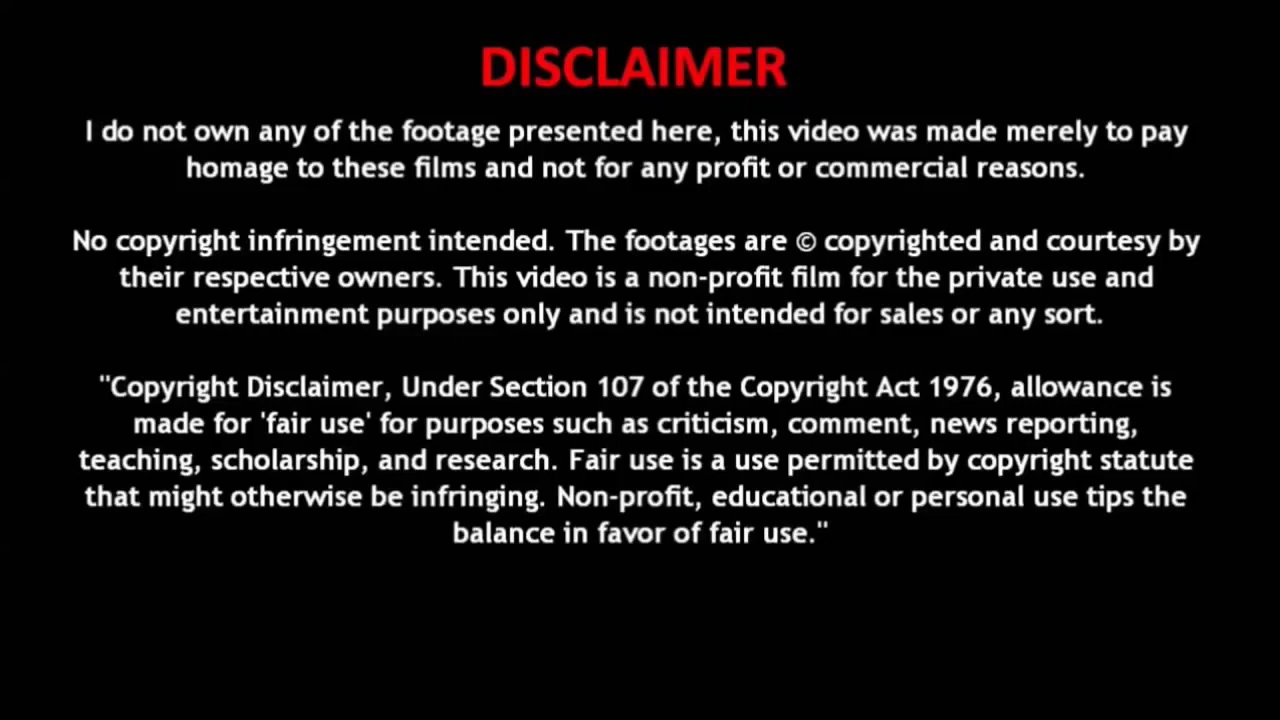 DISCLAIMER
I do not own any of the footage presented here, this video was made merely to pay
homage to these films and not for any profit or commercial reasons.
No copyright infringement intended. The footages are © copyrighted and courtesy by
their respective owners. This video is a non-profit film for the private use and
entertainment purposes only and is not intended for sales or any sort.
"Copyright Disclaimer, Under Section 107 of the Copyright Act 1976, allowance is
made for 'fair use' for purposes such as criticism, comment, news reporting,
teaching, scholarship, and research. Fair use is a use permitted by copyright statute
that might otherwise be infringing. Non-profit, educational or personal use tips the
balance in favor of fair use."